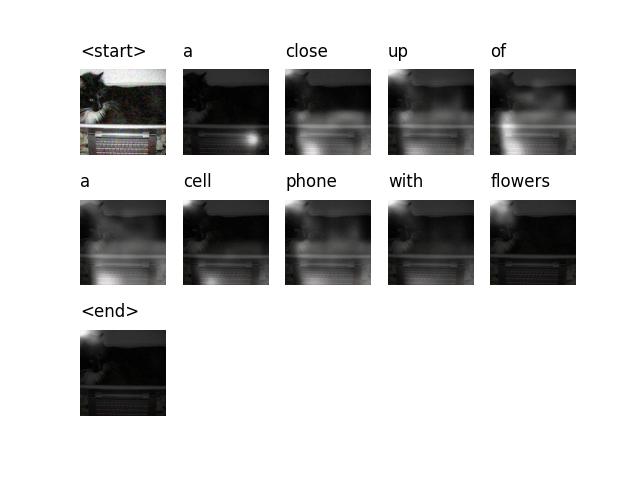 <start> a close up of
a cell phone with flowers
<end>